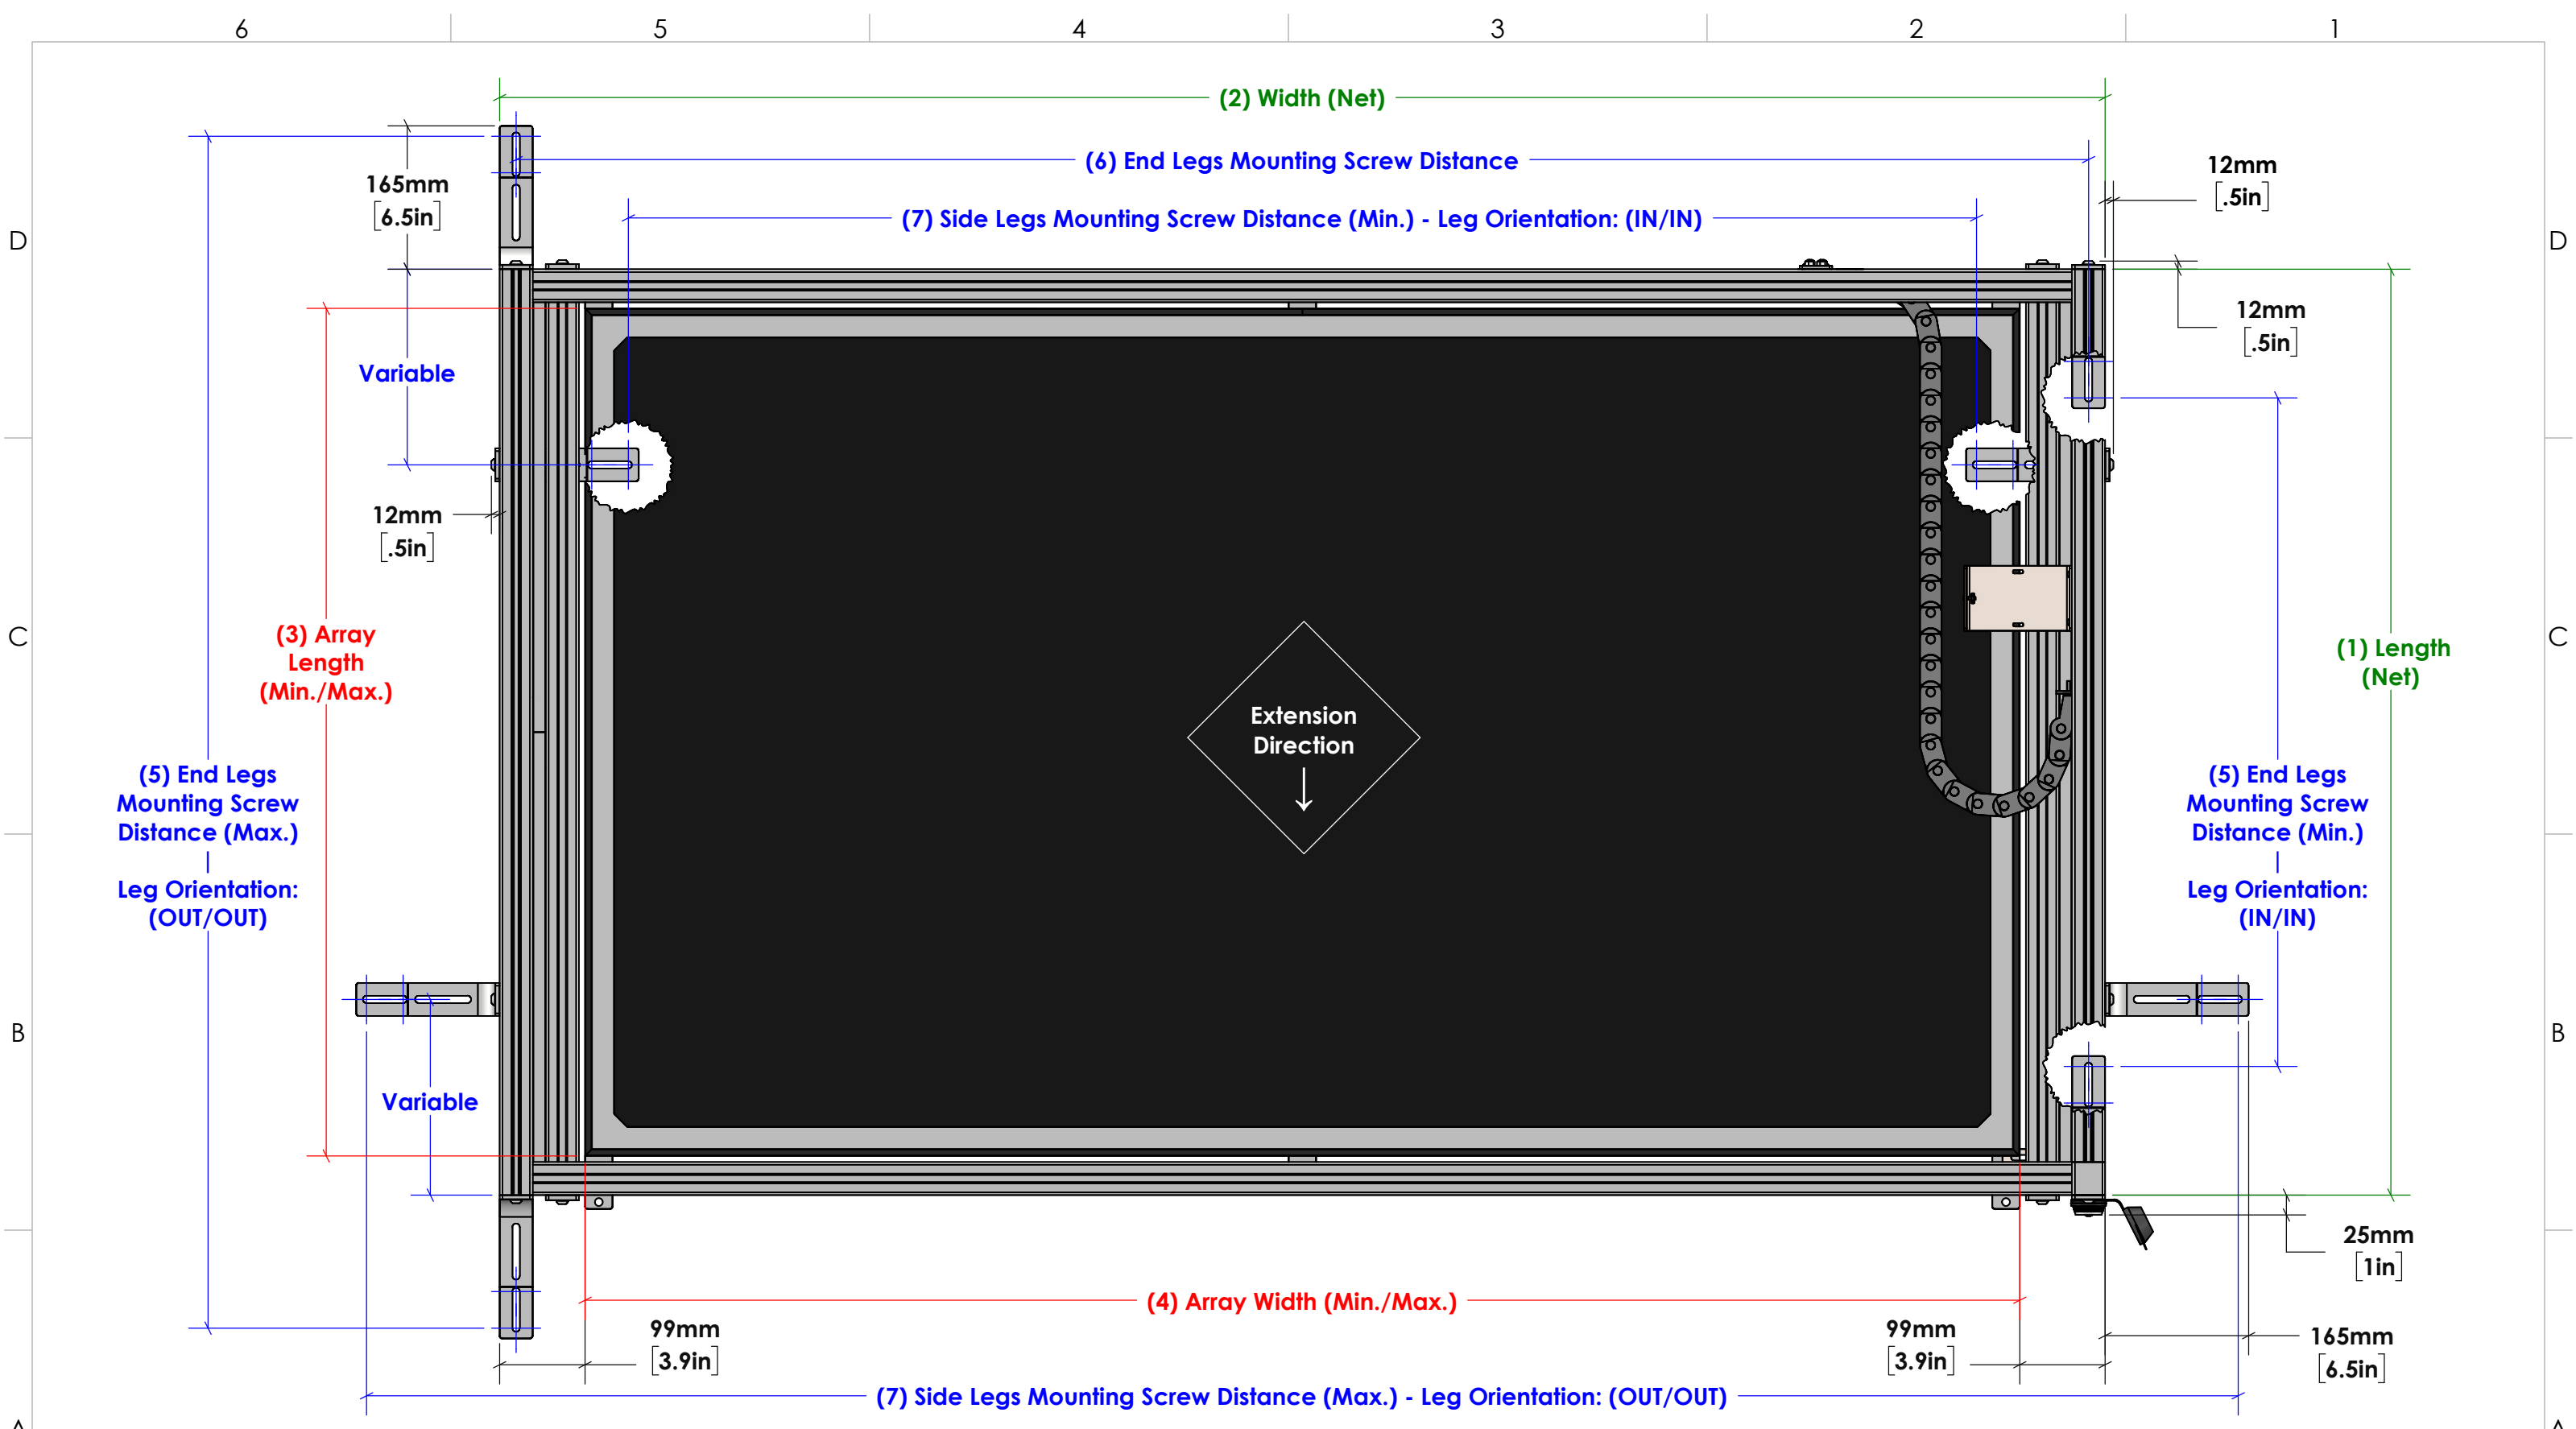 6 5 4 3 2 1
(2) Width (Net)
(6) End Legs Mounting Screw Distance
(7) Side Legs Mounting Screw Distance (Min.) - Leg Orientation: (IN/IN)
165mm
[6.5in]
12mm
[.5in]
D
D
12mm
[.5in]
Variable
12mm
[.5in]
(3) Array
Length
(Min./Max.)
C
C
(1) Length
(Net)
Extension
Direction
(5) End Legs
Mounting Screw
Distance (Max.)
Leg Orientation:
(OUT/OUT)
(5) End Legs
Mounting Screw
Distance (Min.)
Leg Orientation:
(IN/IN)
B
B
Variable
25mm
[1in]
(4) Array Width (Min./Max.)
99mm
[3.9in]
99mm
[3.9in]
165mm
[6.5in]
(7) Side Legs Mounting Screw Distance (Max.) - Leg Orientation: (OUT/OUT)
A
A